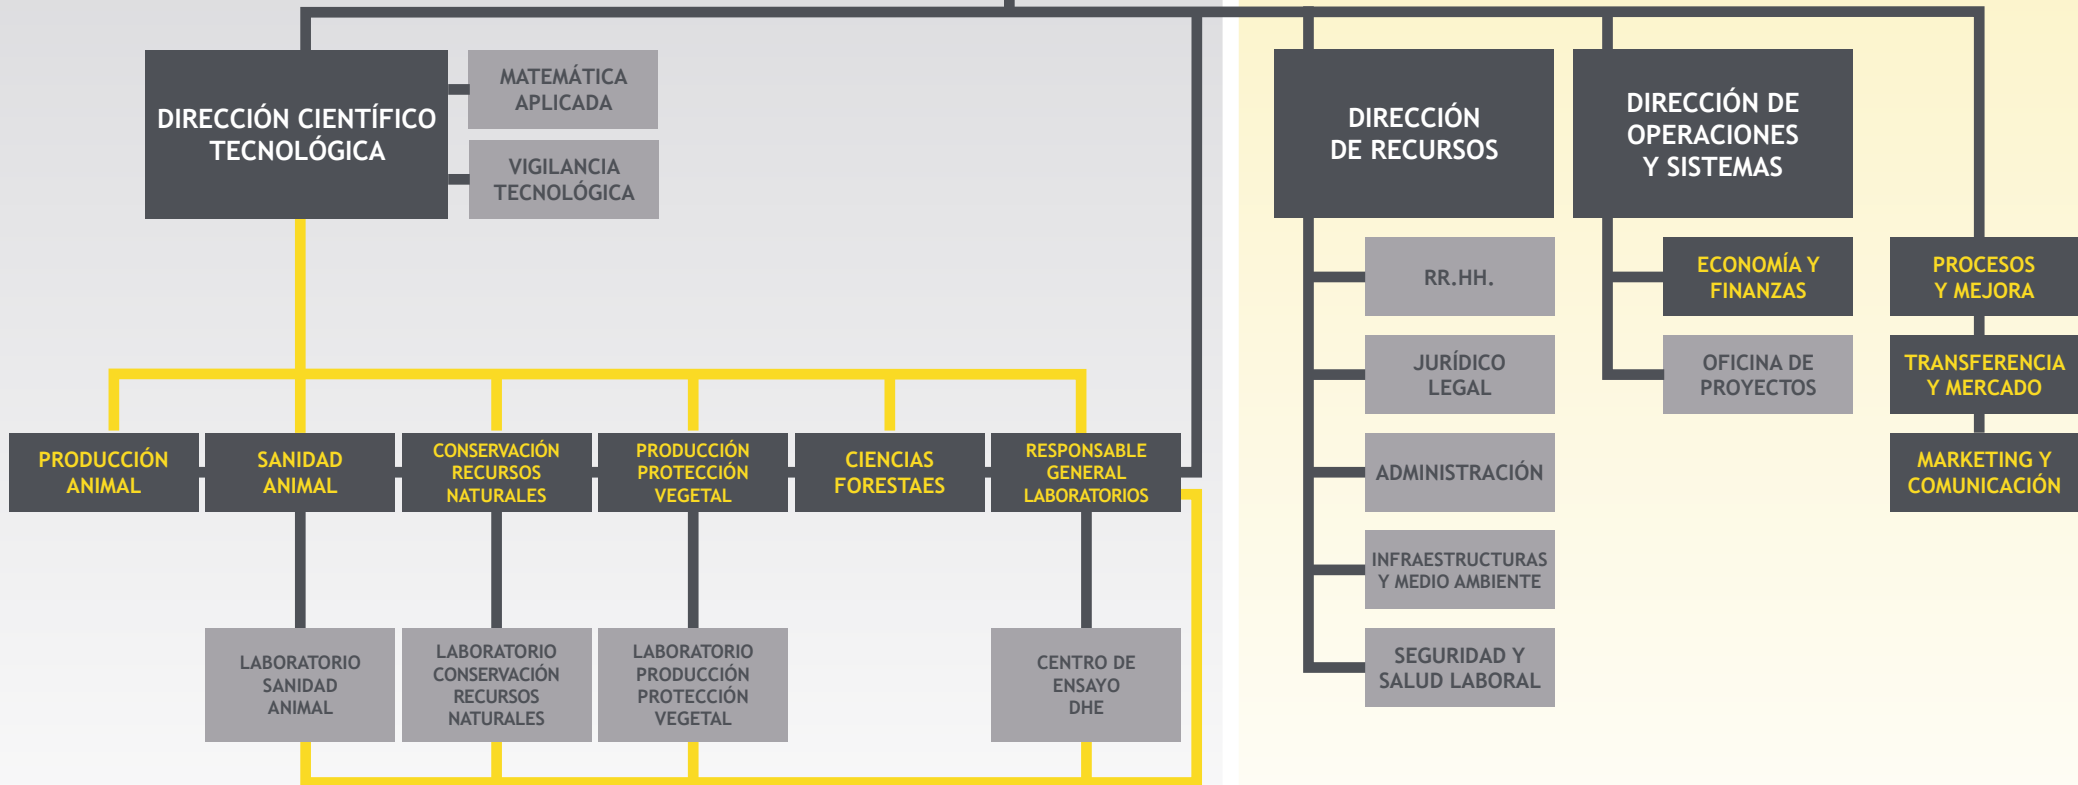 DIRECCIÓN CIENTÍFICO
TECNOLÓGICA
MATEMÁTICA
APLICADA
VIGILANCIA
TECNOLÓGICA
PRODUCCIÓN
ANIMAL
SANIDAD
ANIMAL
CONSERVACIÓN
RECURSOS
NATURALES
PRODUCCIÓN
PROTECCIÓN
VEGETAL
CIENCIAS
FORESTAES
RESPONSABLE
GENERAL
LABORATORIOS
LABORATORIO
SANIDAD
ANIMAL
LABORATORIO
CONSERVACIÓN
RECURSOS
NATURALES
LABORATORIO
PRODUCCIÓN
PROTECCIÓN
VEGETAL
CENTRO DE
ENSAYO
DHE
DIRECCIÓN
DE RECURSOS
RR.HH.
JURÍDICO
LEGAL
ADMINISTRACIÓN
INFRAESTRUCTURAS
Y MEDIO AMBIENTE
SEGURIDAD Y
SALUD LABORAL
DIRECCIÓN DE
OPERACIONES
Y SISTEMAS
ECONOMÍA Y
FINANZAS
OFICINA DE
PROYECTOS
PROCESOS
Y MEJORA
TRANSFERENCIA
Y MERCADO
MARKETING Y
COMUNICACIÓN